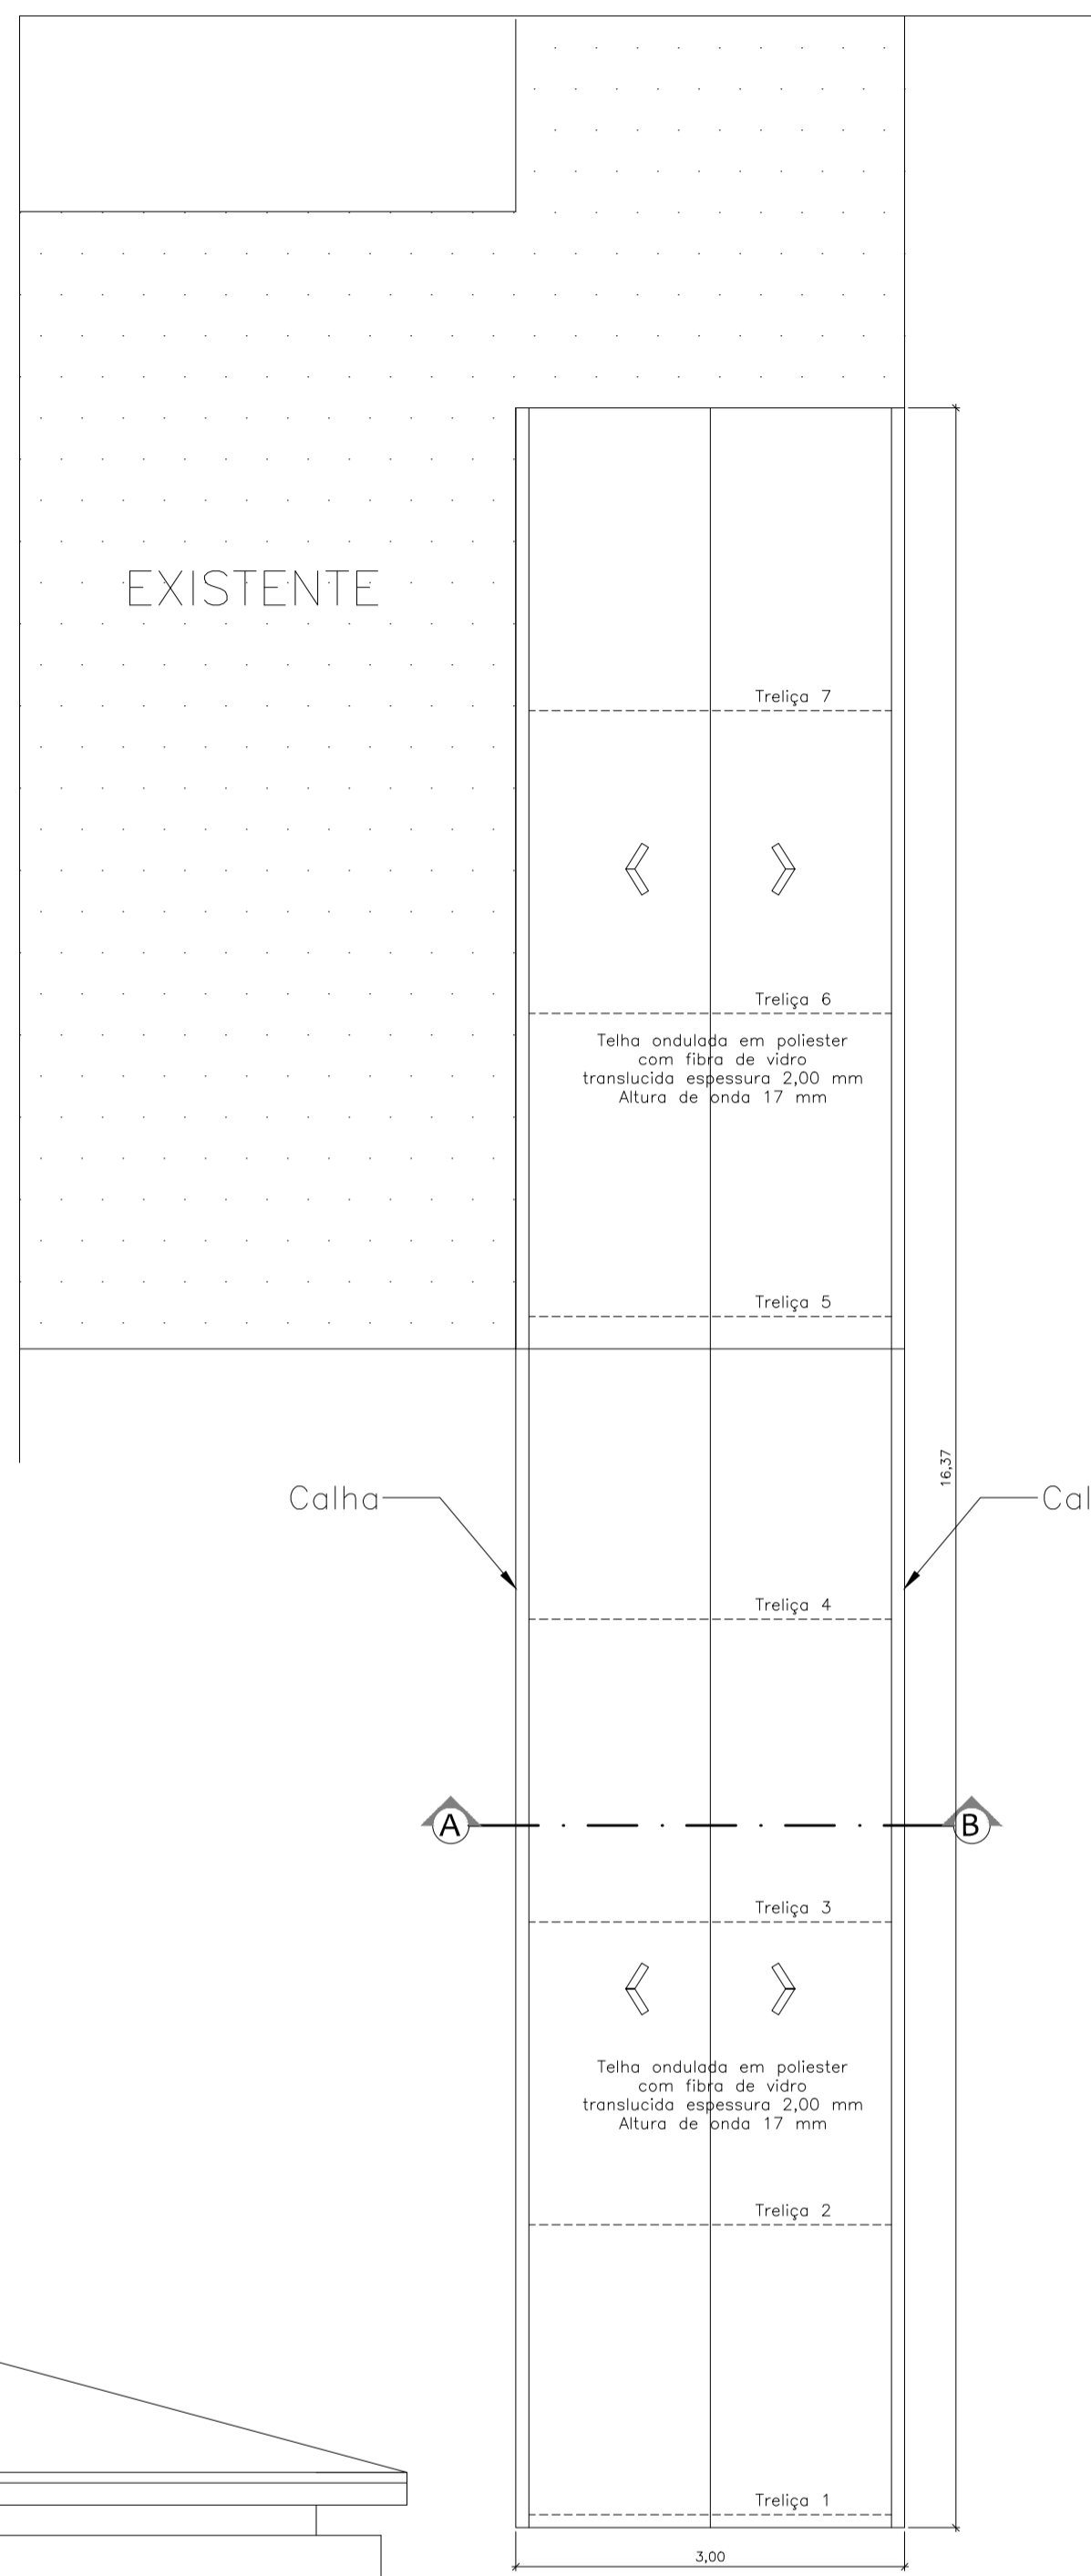 EXISTENTE
Treliça 7
Treliça 6
Telha ondulada em poliester
com fibra de vidro
translucida espessura 2,00 mm
Altura de onda 17 mm
Treliça 5
16,37
Calha
Cal
Treliça 4
A
B
Treliça 3
Telha ondulada em poliester
com fibra de vidro
translucida espessura 2,00 mm
Altura de onda 17 mm
Treliça 2
Treliça 1
3,00